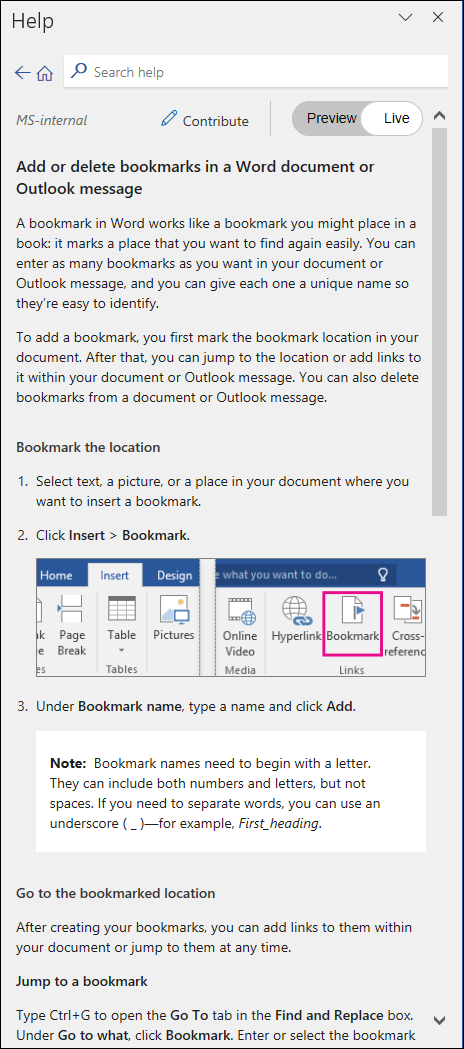 Help
Search help
MS-internal
Contribute
Preview Live
Add or delete bookmarks in a Word document or
Outlook message
A bookmark in Word works like a bookmark you might place in a
book: it marks a place that you want to find again easily. You can
enter as many bookmarks as you want in your document or
Outlook message, and you can give each one a unique name so
they’re easy to identify.
To add a bookmark, you first mark the bookmark location in your
document. After that, you can jump to the location or add links to
it within your document or Outlook message. You can also delete
bookmarks from a document or Outlook message.
Bookmark the location
1. Select text, a picture, or a place in your document where you
want to insert a bookmark.
2. Click Insert > Bookmark.
Home Insert Design
e what you want to do...
Page
Break
Table
Pictures
Tables
Online
Video
Media
Hyperlink
Bookmark
Cross-
reference
Links
3. Under Bookmark name, type a name and click Add.
Note: Bookmark names need to begin with a letter.
They can include both numbers and letters, but not
spaces. If you need to separate words, you can use an
underscore ( _ )—for example, First_heading.
Go to the bookmarked location
After creating your bookmarks, you can add links to them within
your document or jump to them at any time.
Jump to a bookmark
Type Ctrl+G to open the Go To tab in the Find and Replace box.
Under Go to what, click Bookmark. Enter or select the bookmark